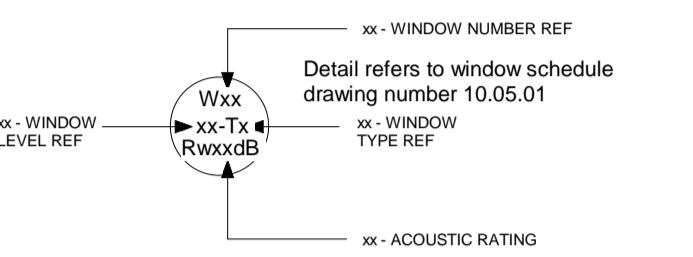 xx - WINDOW NUMBER REF
Detail refers to window schedule
drawing number 10.05.01
Wxx
xx-Tx
RwxxdB
xx - WINDOW
LEVEL REF
xx - WINDOW
TYPE REF
xx - ACOUSTIC RATING